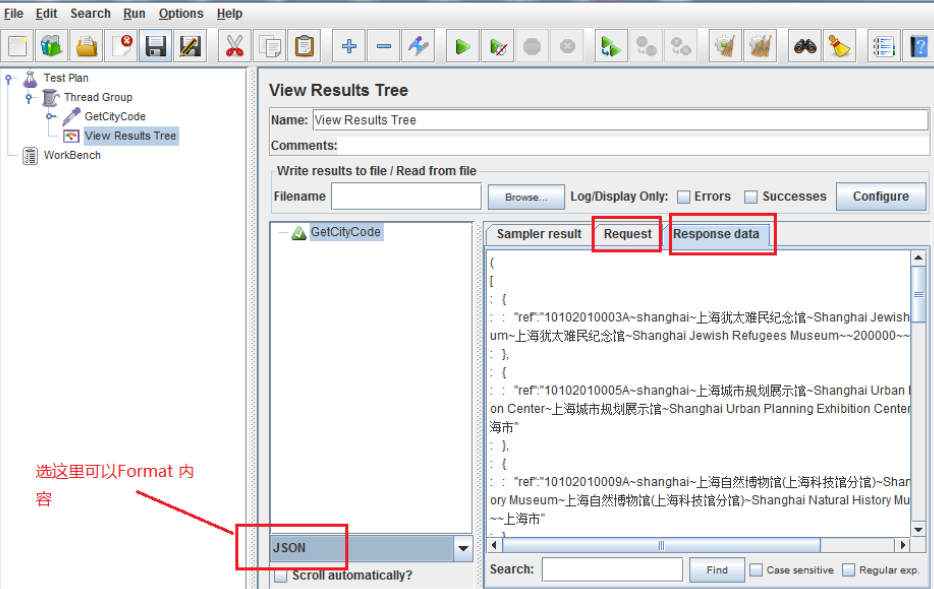 File Edit Search Run Options Help
Test Plan
Thread Group
GetCityCode
View Results Tree
WorkBench
View Results Tree
Name: View Results Tree
Comments:
Write results to file / Read from file
Filename Browse... Log/Display Only: Errors Successes Configure
GetCityCode
Sampler result Request Response data
(
[
: {
: : "ref":"10102010003A~shanghai~上海犹太难民纪念馆~Shanghai Jewish
um~上海犹太难民纪念馆~Shanghai Jewish Refugees Museum~~200000~~
: },
: {
: : "ref":"10102010005A~shanghai~上海城市规划展示馆~Shanghai Urban
on Center~上海城市规划展示馆~Shanghai Urban Planning Exhibition Center
海市"
: },
: {
: : "ref":"10102010009A~shanghai~上海自然博物馆(上海科技馆分馆)~Shan
ory Museum~上海自然博物馆(上海科技馆分馆)~Shanghai Natural History Mu
~~上海市"
选这里可以Format 内
容
JSON
Scroll automatically?
Search: Find Case sensitive Regular exp.